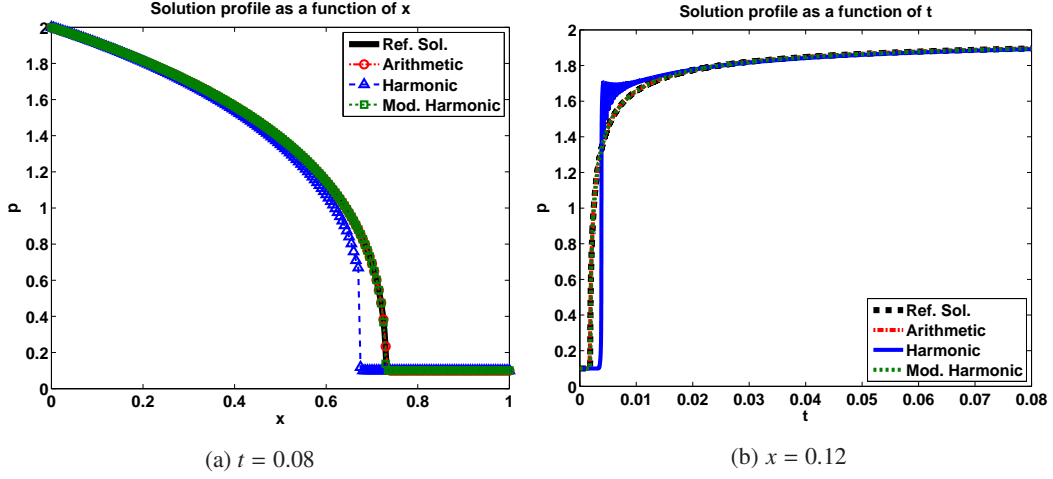 Solution profile as a function of x
2
1.8
1.6
1.4
1.2
1
0.8
0.6
0.4
0.2
0
p
Ref. Sol.
Arithmetic
Harmonic
Mod. Harmonic
0 0.2 0.4 0.6 0.8 1
x
(a) t = 0.08
Solution profile as a function of t
2
1.8
1.6
1.4
1.2
1
0.8
0.6
0.4
0.2
0
p
Ref. Sol.
Arithmetic
Harmonic
Mod. Harmonic
0 0.01 0.02 0.03 0.04 0.05 0.06 0.07 0.08
t
(b) x = 0.12